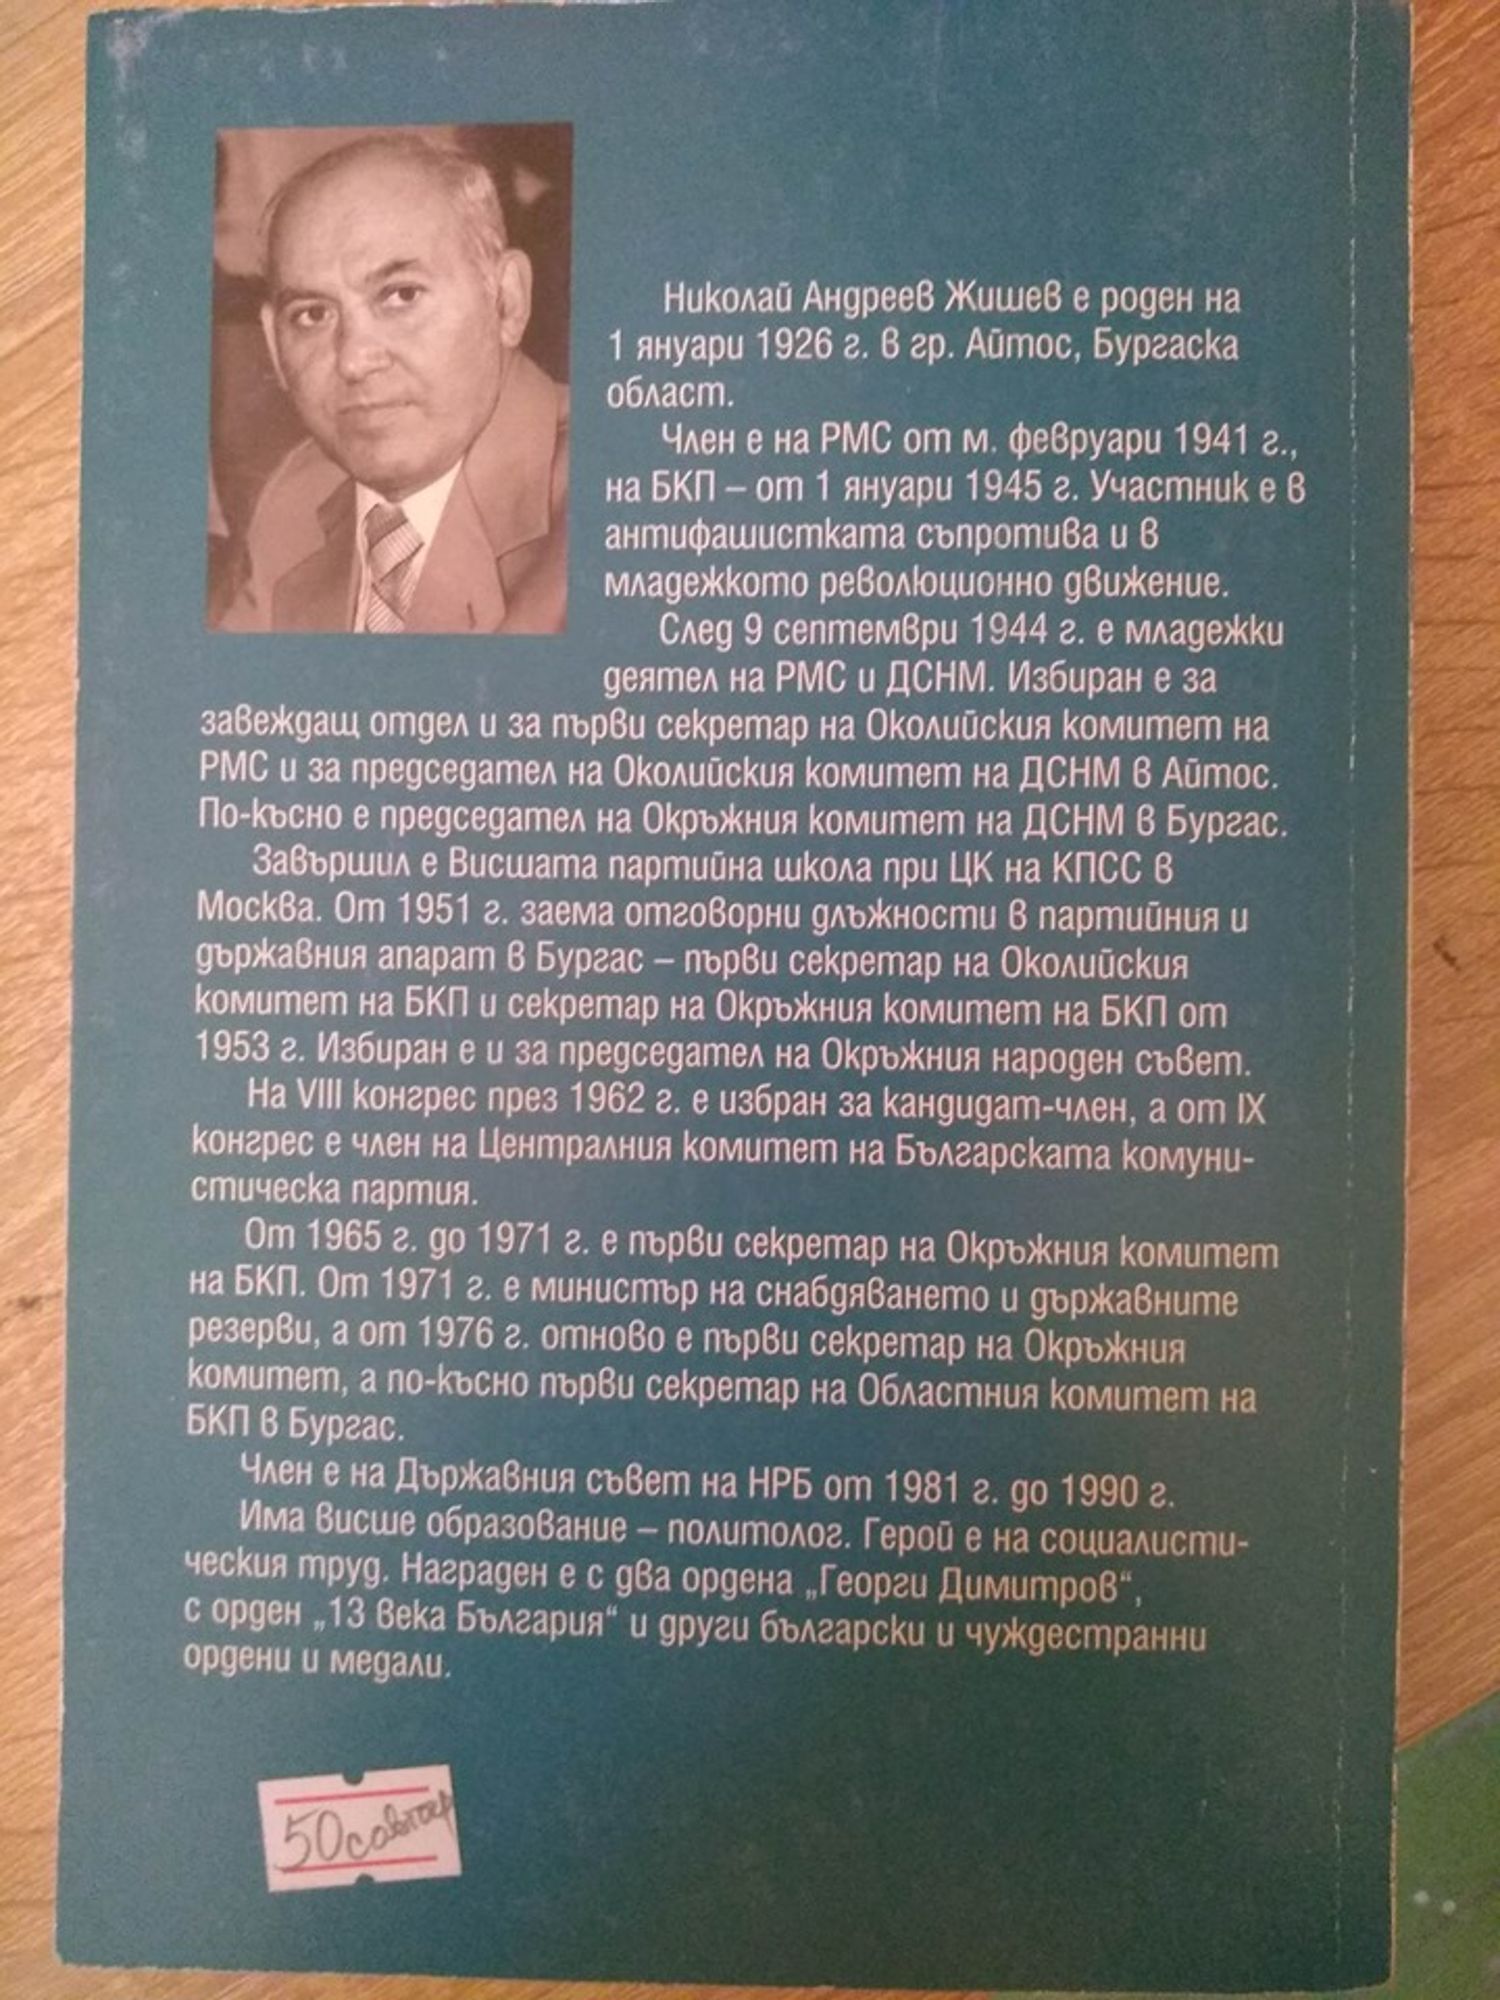 Николай Андреев Жишев е роден на
1 януари 1926 г. в гр. Айтос, Бургаска
област.
Член е на РМС от м. февруари 1941 г.,
на БКП – от 1 януари 1945 г. Участник е в
антифашистката съпротива и в
младежкото революционно движение.
След 9 септември 1944 г. е младежки
деятел на РМС и ДСНМ. Избиран е за
завеждащ отдел и за първи секретар на Околийския комитет на
РМС и за председател на Околийския комитет на ДСНМ в Айтос.
По-късно е председател на Окръжния комитет на ДСНМ в Бургас.
Завършил е Висшата партийна школа при ЦК на КПСС в
Москва. От 1951 г. заема отговорни длъжности в партийния и
държавния апарат в Бургас – първи секретар на Околийския
комитет на БКП и секретар на Окръжния комитет на БКП от
1953 г. Избиран е и за председател на Окръжния народен съвет.
На VIII конгрес през 1962 г. е избран за кандидат-член, а от IX
конгрес е член на Централния комитет на Българската комуни-
стическа партия.
От 1965 г. до 1971 г. е първи секретар на Окръжния комитет
на БКП. От 1971 г. е министър на снабдяването и държавните
резерви, а от 1976 г. отново е първи секретар на Окръжния
комитет, а по-късно първи секретар на Областния комитет на
БКП в Бургас.
Член е на Държавния съвет на НРБ от 1981 г. до 1990 г.
Има висше образование – политолог. Герой е на социалисти-
ческия труд. Награден е с два ордена „Георги Димитров“,
с орден „13 века България“ и други български и чуждестранни
ордени и медали.
50